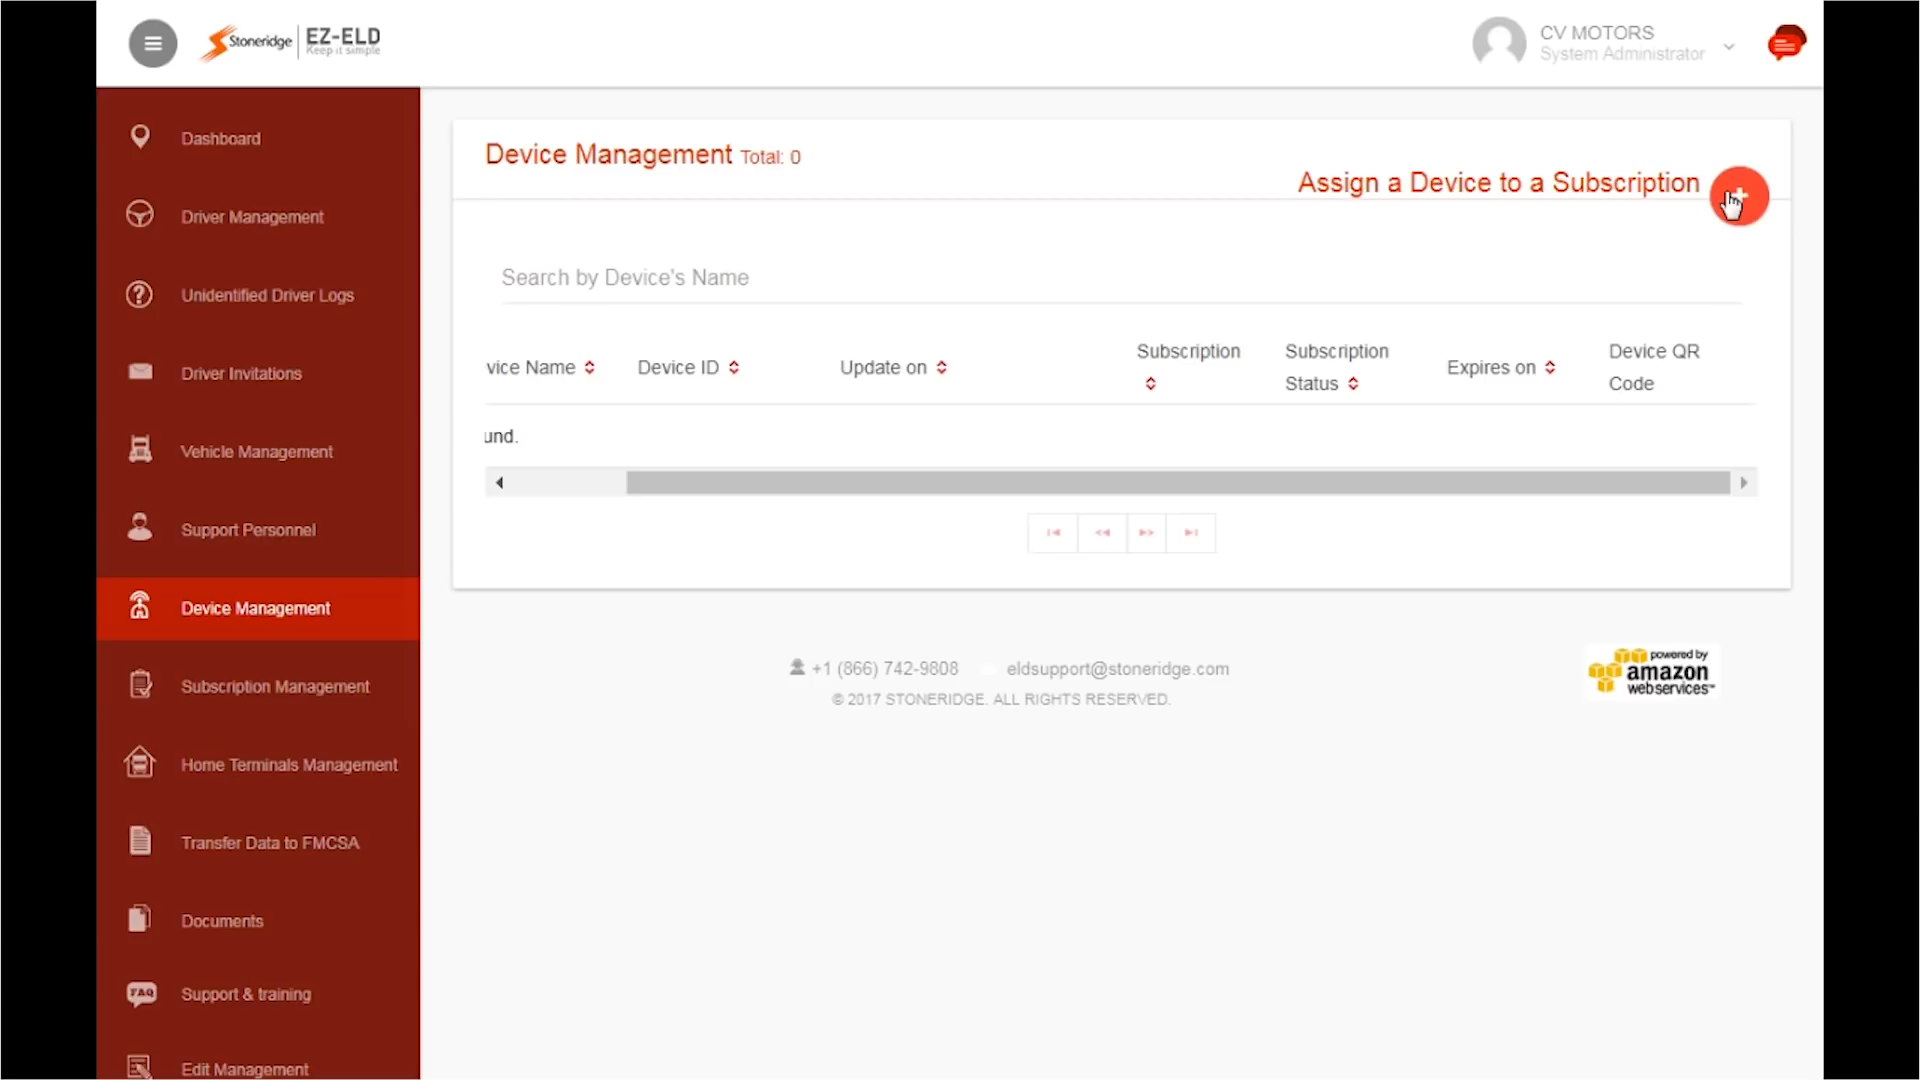 Stoneridge
EZ-ELD
Keep it simple
CV MOTORS
System Administrator
Dashboard
Driver Management
Unidentified Driver Logs
Driver Invitations
Vehicle Management
Support Personnel
Device Management
Subscription Management
Home Terminals Management
Transfer Data to FMCSA
Documents
FAQ
Support & training
Edit Management
Device Management Total: 0
Assign a Device to a Subscription
Search by Device's Name
vice Name
Device ID
Update on
Subscription
Subscription
Status
Expires on
Device QR
Code
und.
+1 (866) 742-9808 eldsupport@stoneridge.com
© 2017 STONERIDGE. ALL RIGHTS RESERVED.
powered by
amazon
webservices™